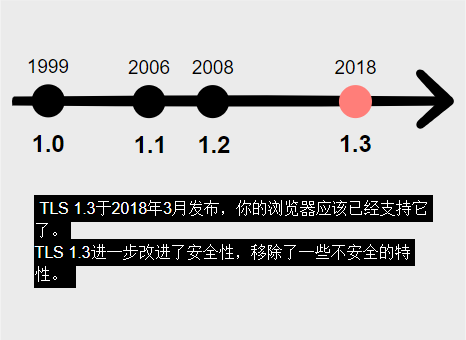 1999 2006 2008 2018
1.0 1.1 1.2 1.3
TLS 1.3于2018年3月发布，你的浏览器应该已经支持它
了。
TLS 1.3进一步改进了安全性，移除了一些不安全的特
性。